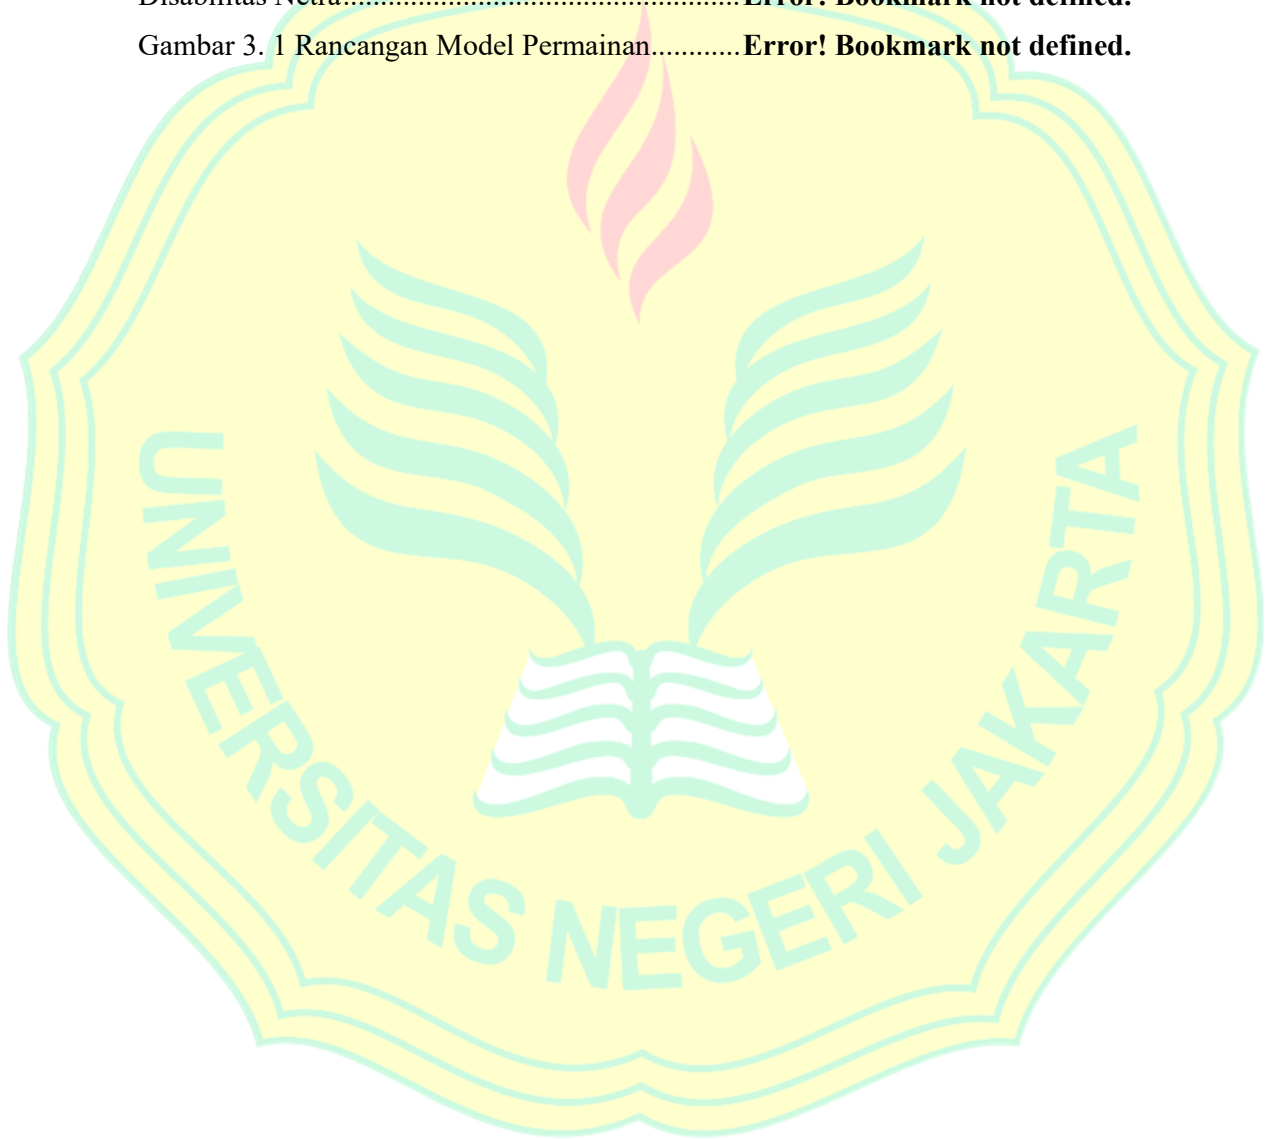 Disabilitas Netra.....................................................Error! Bookmark not defined.
Gambar 3. 1 Rancangan Model Permainan............Error! Bookmark not defined.
UNIVERSITAS NEGERI JAKARTA